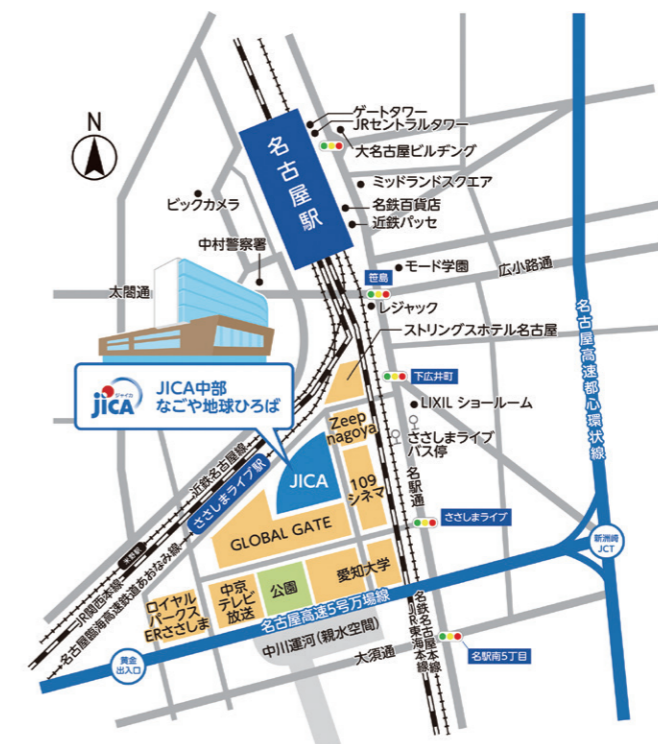 N
ゲートタワー
JRセントラルタワー
大名古屋ビルヂング
名古屋駅
ミッドランドスクエア
ビックカメラ
名鉄百貨店
近鉄パッセ
中村警察署
モード学園
広小路通
笹島
太閤通
レジャック
ストリングスホテル名古屋
名古屋高速都心環状線
下広井町
ジャイカ
JICA
JICA中部
なごや地球ひろば
LIXIL ショールーム
Zeep
nagoya
ささしまライブ
バス停
近鉄名古屋線
ささしまライブ駅
JICA
109
シネマ
名駅通
ささしまライブ
GLOBAL GATE
新洲崎
JCT
米野駅
JR関西本線
名古屋臨海高速鉄道あおなみ線
ロイヤル
パークス
ERささしま
中京
テレビ
放送
公園
愛知大学
名古屋高速5号万場線
名鉄名古屋本線
JR東海本線
中川運河(親水空間)
大須通
名駅南5丁目
黄金
出入口